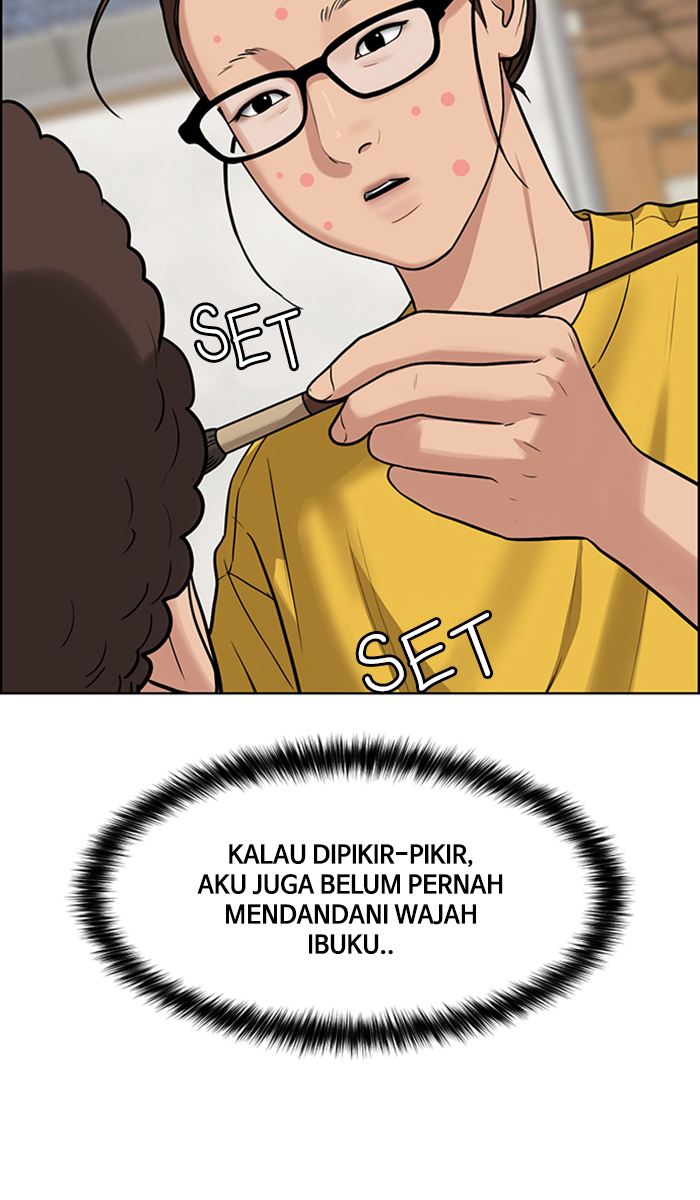 SET
SET
KALAU DIPIKIR-PIKIR,
AKU JUGA BELUM PERNAH
MENDANDANI WAJAH
IBUKU..